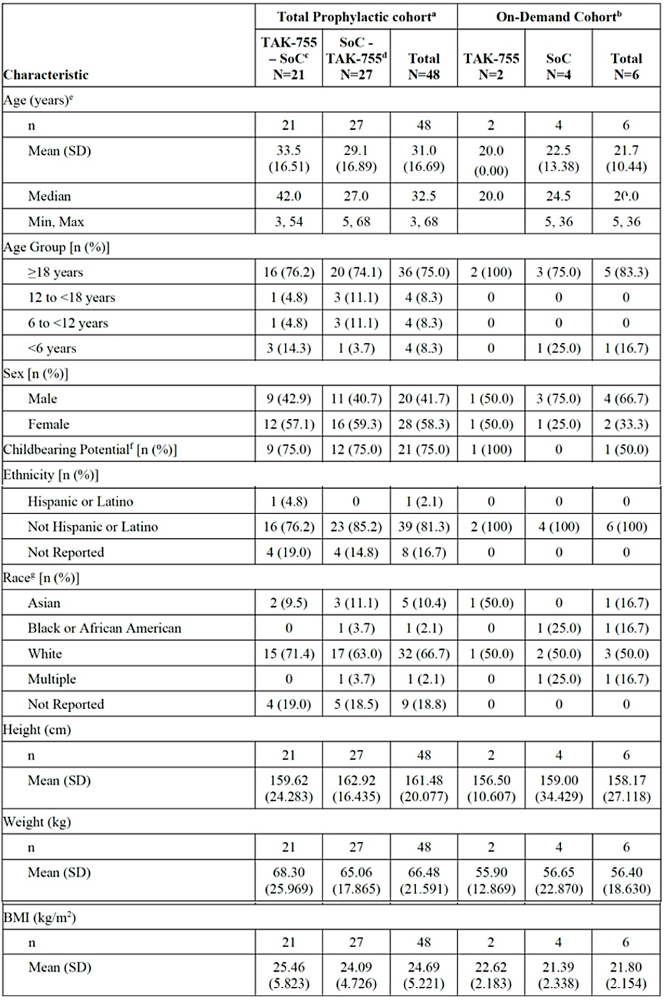 Total Prophylactic cohortᵃ On-Demand Cohortᵇ
Characteristic TAK-755 – SoCᶜ N=21 SoC - TAK-755ᵈ N=27 Total N=48 TAK-755 N=2 SoC N=4 Total N=6
Age (years)ᵉ
n 21 27 48 2 4 6
Mean (SD) 33.5 (16.51) 29.1 (16.89) 31.0 (16.69) 20.0 (0.00) 22.5 (13.38) 21.7 (10.44)
Median 42.0 27.0 32.5 20.0 24.5
Min, Max 3, 54 5, 68 3, 68 5, 36 5, 36
Age Group [n (%)]
≥18 years 16 (76.2) 20 (74.1) 36 (75.0) 2 (100) 3 (75.0) 5 (83.3)
12 to <18 years 1 (4.8) 3 (11.1) 4 (8.3) 0 0 0
6 to <12 years 1 (4.8) 3 (11.1) 4 (8.3) 0 0 0
<6 years 3 (14.3) 1 (3.7) 4 (8.3) 0 1 (25.0) 1 (16.7)
Sex [n (%)]
Male 9 (42.9) 11 (40.7) 20 (41.7) 1 (50.0) 3 (75.0) 4 (66.7)
Female 12 (57.1) 16 (59.3) 28 (58.3) 1 (50.0) 1 (25.0) 2 (33.3)
Childbearing Potentialᶠ [n (%)] 9 (75.0) 12 (75.0) 21 (75.0) 1 (100) 0 1 (50.0)
Ethnicity [n (%)]
Hispanic or Latino 1 (4.8) 0 1 (2.1) 0 0 0
Not Hispanic or Latino 16 (76.2) 23 (85.2) 39 (81.3) 2 (100) 4 (100) 6 (100)
Not Reported 4 (19.0) 4 (14.8) 8 (16.7) 0 0 0
Raceᵍ [n (%)]
Asian 2 (9.5) 3 (11.1) 5 (10.4) 1 (50.0) 0 1 (16.7)
Black or African American 0 1 (3.7) 1 (2.1) 0 1 (25.0) 1 (16.7)
White 15 (71.4) 17 (63.0) 32 (66.7) 1 (50.0) 2 (50.0) 3 (50.0)
Multiple 0 1 (3.7) 1 (2.1) 0 1 (25.0) 1 (16.7)
Not Reported 4 (19.0) 5 (18.5) 9 (18.8) 0 0 0
Height (cm)
n 21 27 48 2 4 6
Mean (SD) 159.62 (24.283) 162.92 (16.435) 161.48 (20.077) 156.50 (10.607) 159.00 (34.429) 158.17 (27.118)
Weight (kg)
n 21 27 48 2 4 6
Mean (SD) 68.30 (25.969) 65.06 (17.865) 66.48 (21.591) 55.90 (12.869) 56.65 (22.870) 56.40 (18.630)
BMI (kg/m²)
n 21 27 48 2 4 6
Mean (SD) 25.46 (5.823) 24.09 (4.726) 24.69 (5.221) 22.62 (2.183) 21.39 (2.338) 21.80 (2.154)